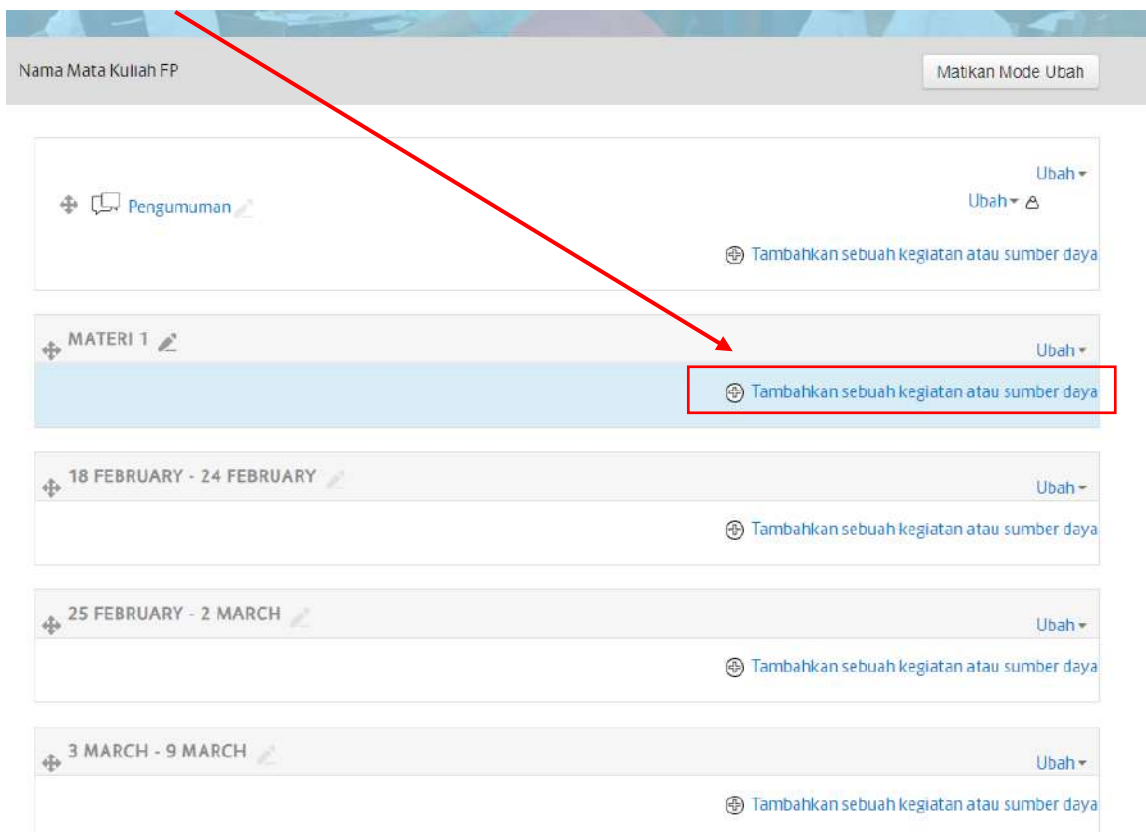 Nama Mata Kuliah FP
Matikan Mode Ubah
Ubah
Pengumuman
Ubah
Tambahkan sebuah kegiatan atau sumber daya
MATERI 1
Ubah
Tambahkan sebuah kegiatan atau sumber daya
18 FEBRUARY - 24 FEBRUARY
Ubah
Tambahkan sebuah kegiatan atau sumber daya
25 FEBRUARY - 2 MARCH
Ubah
Tambahkan sebuah kegiatan atau sumber daya
3 MARCH - 9 MARCH
Ubah
Tambahkan sebuah kegiatan atau sumber daya